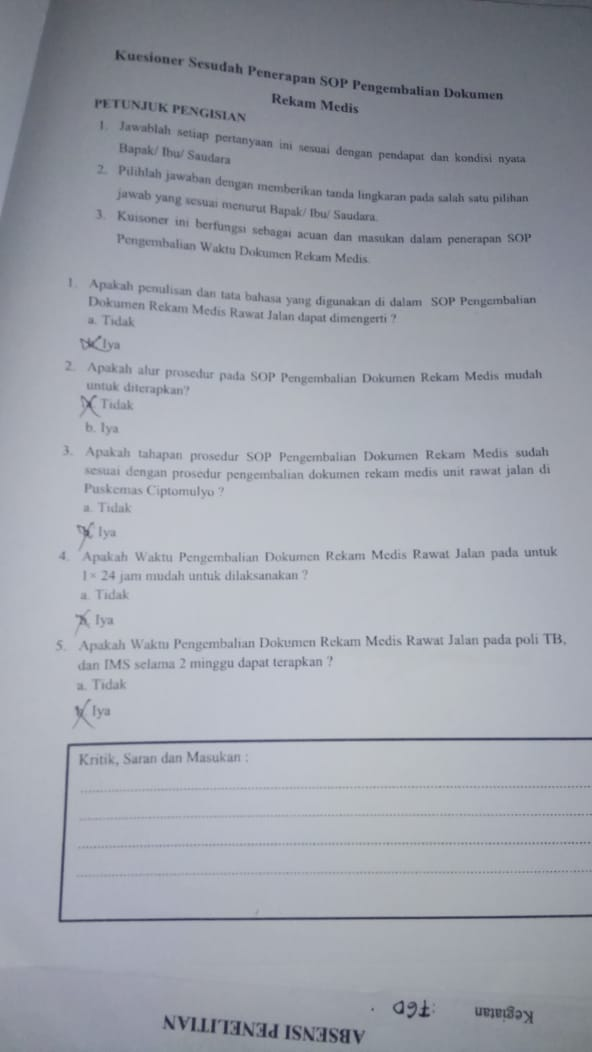 Kuesioner Sesudah Penerapan SOP Pengembalian Dokumen
Rekam Medis
PETUNJUK PENGISIAN
1. Jawablah setiap pertanyaan ini sesuai dengan pendapat dan kondisi nyata
Bapak/ Ibu/ Saudara
2. Pilihlah jawaban dengan memberikan tanda lingkaran pada salah satu pilihan
jawab yang sesuai menurut Bapak/ Ibu/ Saudara.
3. Kuisoner ini berfungsi sebagai acuan dan masukan dalam penerapan SOP
Pengembalian Waktu Dokumen Rekam Medis.
1. Apakah penulisan dan tata bahasa yang digunakan di dalam SOP Pengembalian
Dokumen Rekam Medis Rawat Jalan dapat dimengerti ?
a. Tidak
Iya
2. Apakah alur prosedur pada SOP Pengembalian Dokumen Rekam Medis mudah
untuk diterapkan?
Tidak
b. Iya
3. Apakah tahapan prosedur SOP Pengembalian Dokumen Rekam Medis sudah
sesuai dengan prosedur pengembalian dokumen rekam medis unit rawat jalan di
Puskemas Ciptomulyo ?
a. Tidak
Iya
4. Apakah Waktu Pengembalian Dokumen Rekam Medis Rawat Jalan pada untuk
1× 24 jam mudah untuk dilaksanakan ?
a. Tidak
Iya
5. Apakah Waktu Pengembalian Dokumen Rekam Medis Rawat Jalan pada poli TB,
dan IMS selama 2 minggu dapat terapkan ?
a. Tidak
Iya
Kritik, Saran dan Masukan :
ABSENSI PENELITIAN
Kegiatan : FGD